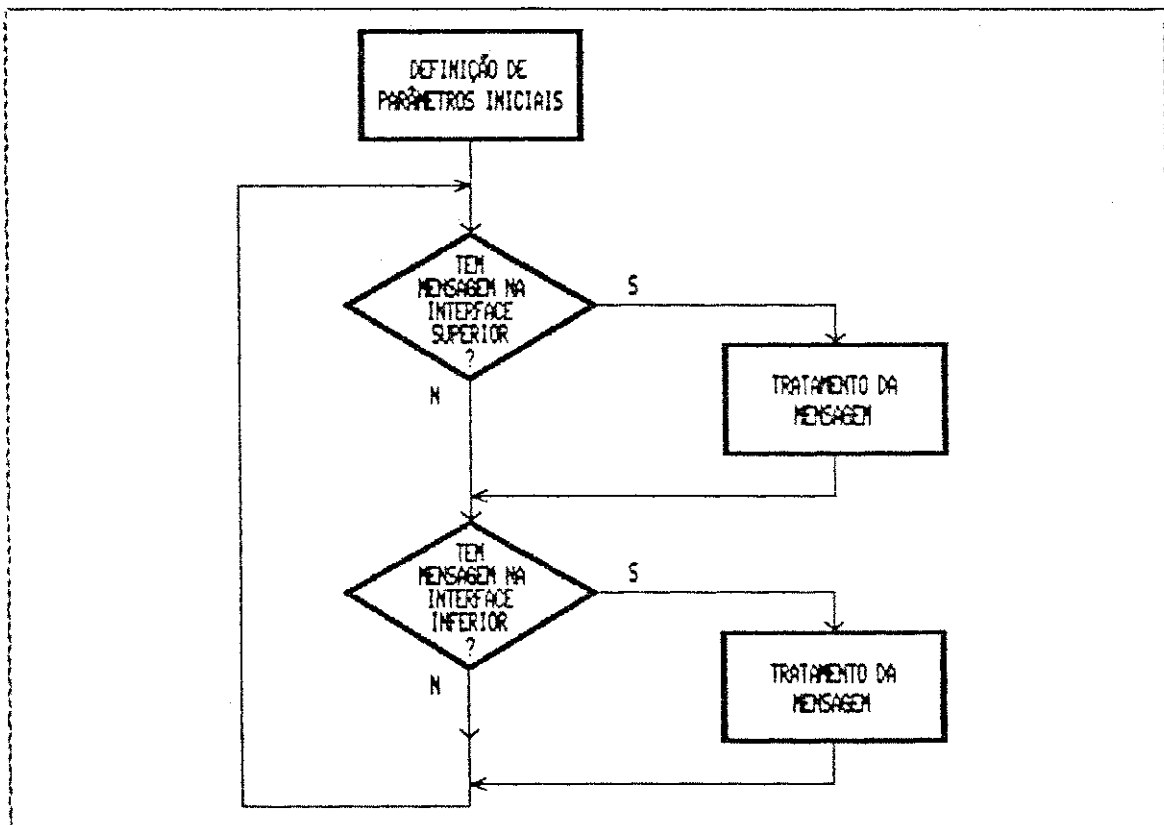 DEFINIÇÃO DE
PARÂMETROS INICIAIS
TEM
MENSAGEM NA
INTERFACE
SUPERIOR
?
S
N
TRATAMENTO DA
MENSAGEM
TEM
MENSAGEM NA
INTERFACE
INFERIOR
?
S
N
TRATAMENTO DA
MENSAGEM